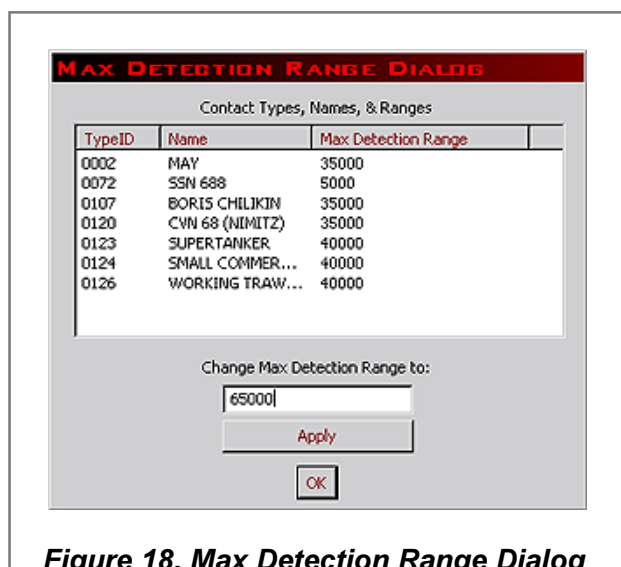 MAX DETECTION RANGE DIALOG
Contact Types, Names, & Ranges
TypeID Name Max Detection Range
0002 MAY 35000
0072 SSN 688 5000
0107 BORIS CHILIKIN 35000
0120 CVN 68 (NIMITZ) 35000
0123 SUPERTANKER 40000
0124 SMALL COMMER... 40000
0126 WORKING TRAW... 40000
Change Max Detection Range to:
65000
Apply
OK
Figure 18. Max Detection Range Dialog